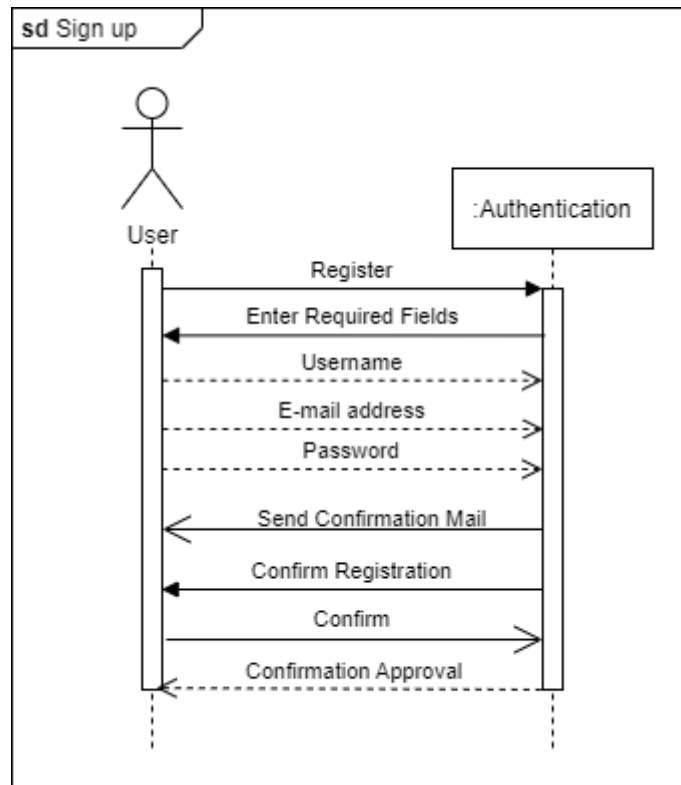 sd Sign up
User
:Authentication
Register
Enter Required Fields
Username
E-mail address
Password
Send Confirmation Mail
Confirm Registration
Confirm
Confirmation Approval